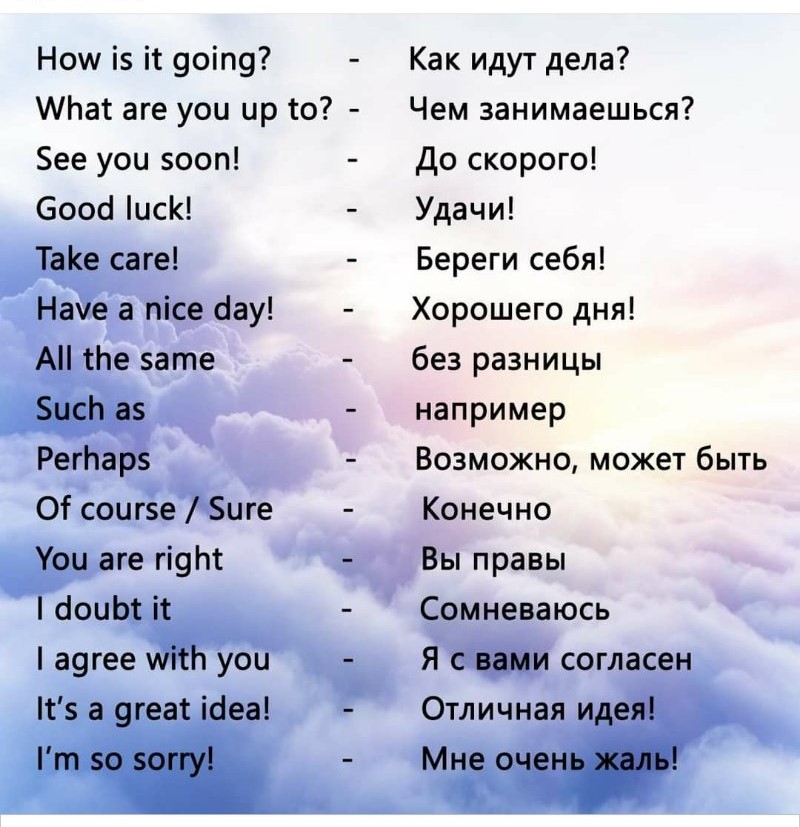 How is it going? - Как идут дела?
What are you up to? - Чем занимаешься?
See you soon! - До скорого!
Good luck! - Удачи!
Take care! - Береги себя!
Have a nice day! - Хорошего дня!
All the same - без разницы
Such as - например
Perhaps - Возможно, может быть
Of course / Sure - Конечно
You are right - Вы правы
I doubt it - Сомневаюсь
I agree with you - Я с вами согласен
It's a great idea! - Отличная идея!
I'm so sorry! - Мне очень жаль!